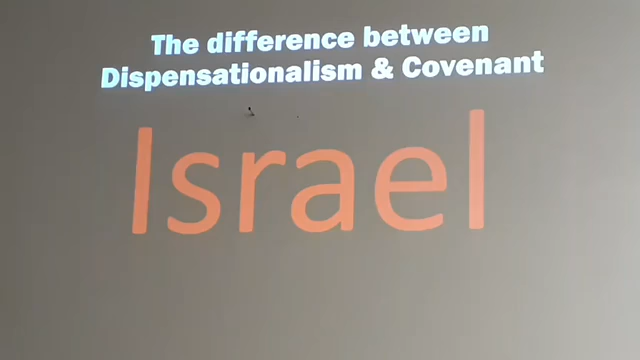 The difference between
Dispensationalism & Covenant
Israel